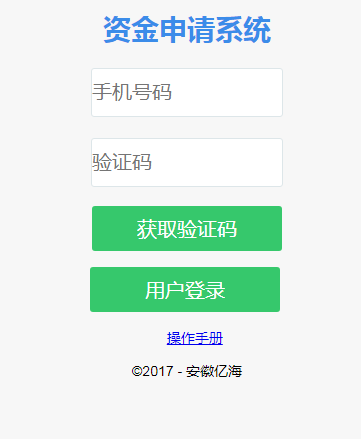 资金申请系统
手机号码
验证码
获取验证码
用户登录
操作手册
©2017 - 安徽亿海